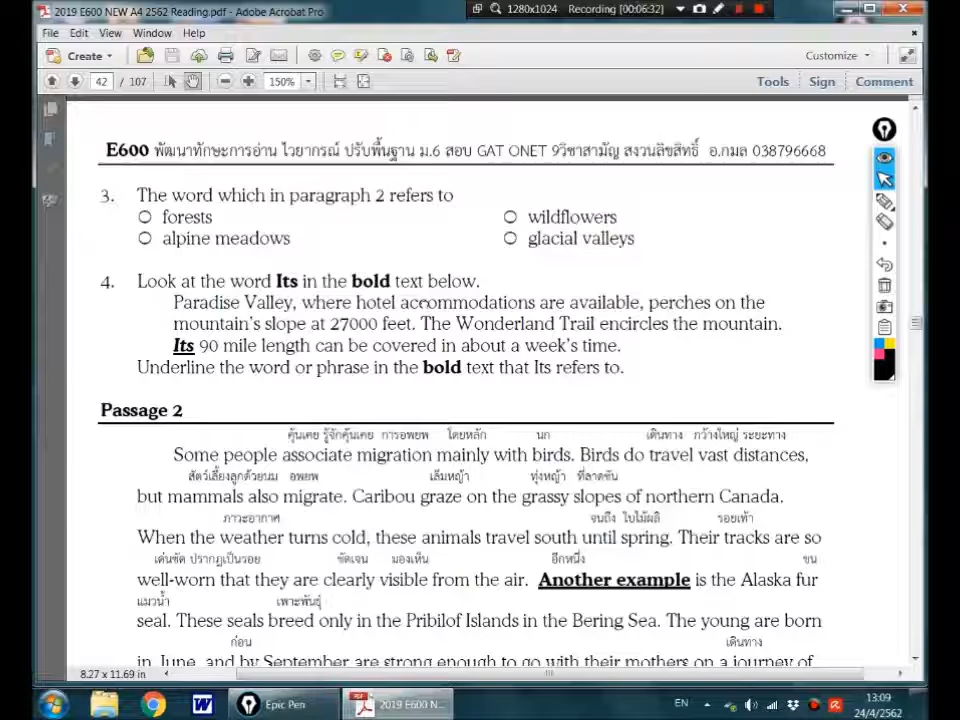 2019 E600 NEW A4 2562 Reading.pdf - Adobe Acrobat Pro
1280x1024 Recording [00:06:32]
File Edit View Window Help
Create Customize
42 / 107 150% Tools Sign Comment
E600 พัฒนาทักษะการอ่าน ไวยากรณ์ ปรับพื้นฐาน ม.6 สอบ GAT ONET 9วิชาสามัญ สงวนลิขสิทธิ์ อ.กมล 038796668
3. The word which in paragraph 2 refers to
forests wildflowers
alpine meadows glacial valleys
4. Look at the word Its in the bold text below.
Paradise Valley, where hotel accommodations are available, perches on the
mountain's slope at 27000 feet. The Wonderland Trail encircles the mountain.
Its 90 mile length can be covered in about a week's time.
Underline the word or phrase in the bold text that Its refers to.
Passage 2
คุ้นเคย รู้จักคุ้นเคย การอพยพ โดยหลัก นก เดินทาง กว้างใหญ่ ระยะทาง
Some people associate migration mainly with birds. Birds do travel vast distances,
สัตว์เลี้ยงลูกด้วยนม อพยพ เล็มหญ้า ทุ่งหญ้า ที่ลาดชัน
but mammals also migrate. Caribou graze on the grassy slopes of northern Canada.
ภาวะอากาศ จนถึง ใบไม้ผลิ รอยเท้า
When the weather turns cold, these animals travel south until spring. Their tracks are so
เด่นชัด ปรากฏเป็นรอย ชัดเจน มองเห็น อีกหนึ่ง ขน
well-worn that they are clearly visible from the air. Another example is the Alaska fur
แมวน้ำ เพาะพันธุ์
seal. These seals breed only in the Pribilof Islands in the Bering Sea. The young are born
ก่อน เดินทาง
in June, and by September are strong enough to go with their mothers on a journey of
8.27 x 11.69 in
Epic Pen 2019 E600 N... EN 13:09
24/4/2562